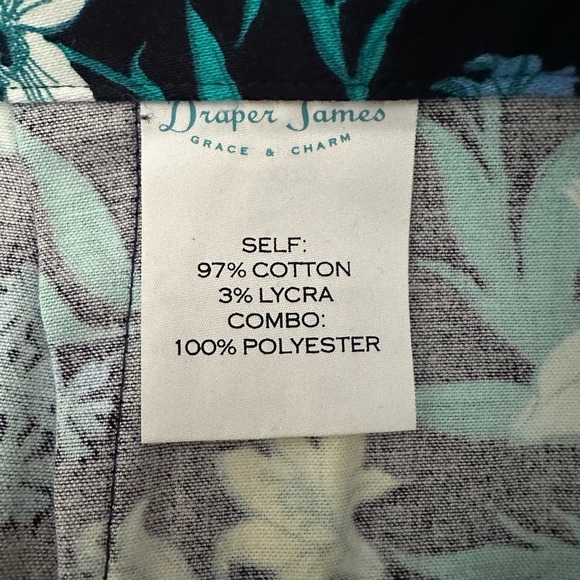 Draper James
GRACE & CHARM
SELF:
97% COTTON
3% LYCRA
COMBO:
100% POLYESTER